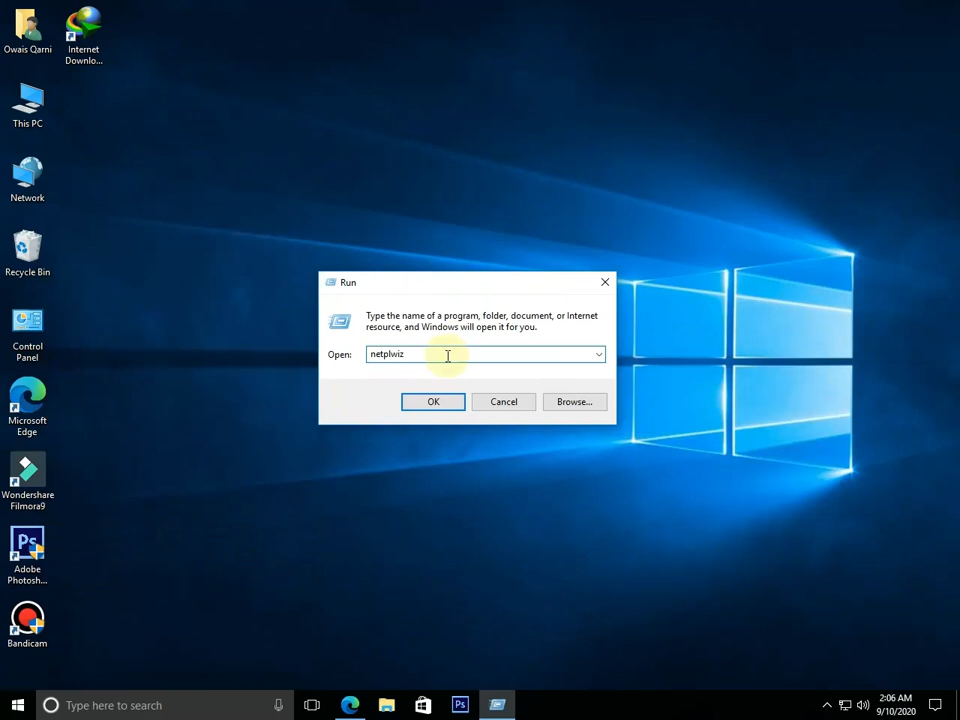 Owais Qarni
Internet
Downlo...
This PC
Network
Recycle Bin
Control
Panel
Microsoft
Edge
Wondershare
Filmora9
Ps
Adobe
Photosh...
Bandicam
Run
Type the name of a program, folder, document, or Internet
resource, and Windows will open it for you.
Open:
netplwiz
OK
Cancel
Browse...
Type here to search
Ps
2:06 AM
9/10/2020